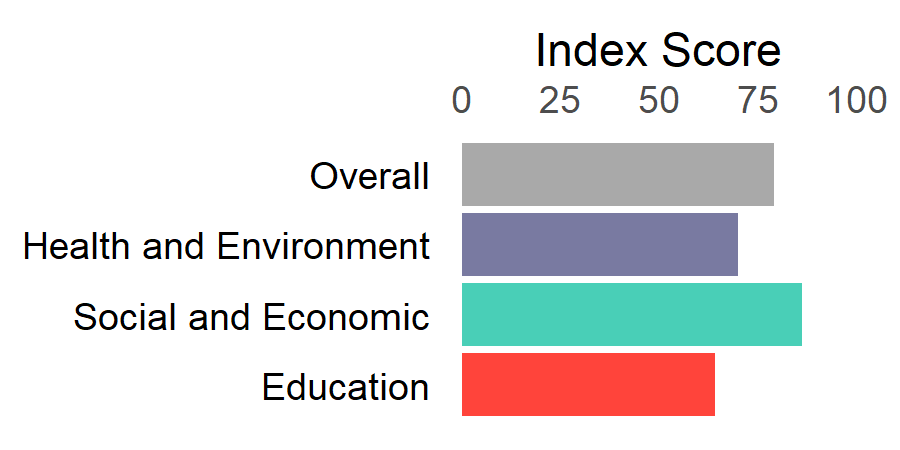 Index Score
0 25 50 75 100
Overall
Health and Environment
Social and Economic
Education